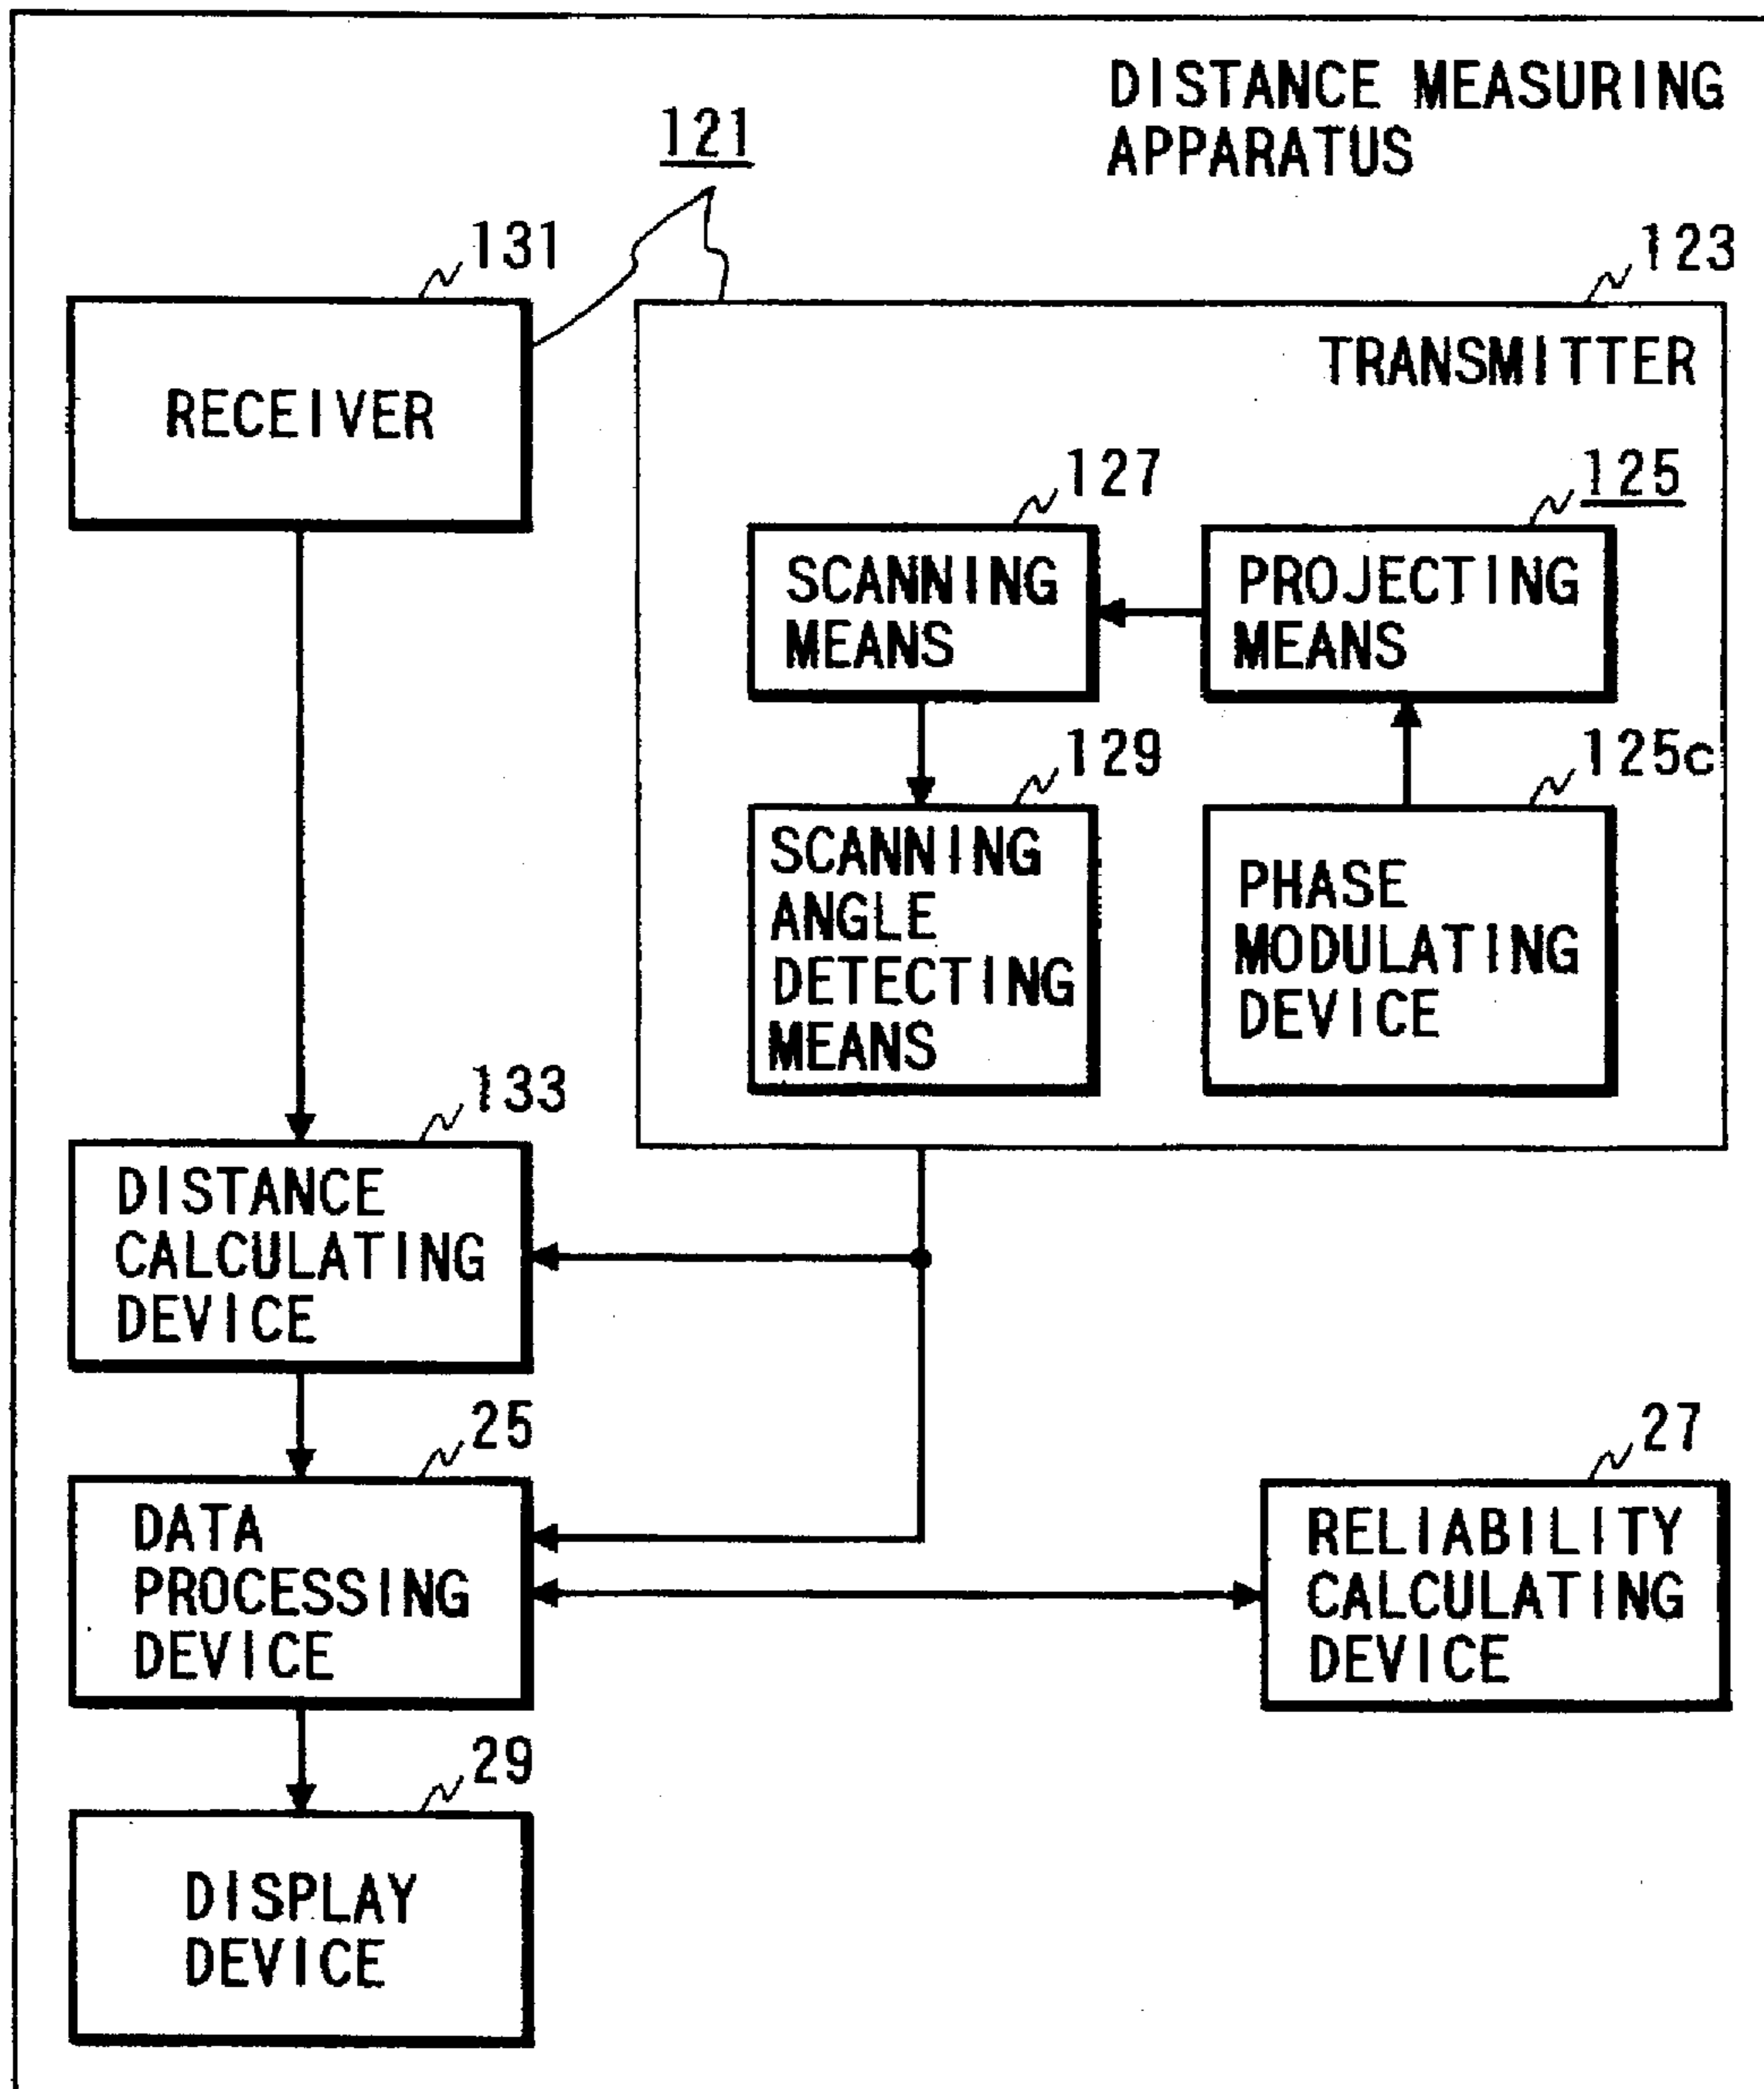 DISTANCE MEASURING
APPARATUS
121
131
123
RECEIVER
TRANSMITTER
127
125
SCANNING
MEANS
PROJECTING
MEANS
129
125c
SCANNING
ANGLE
DETECTING
MEANS
PHASE
MODULATING
DEVICE
133
DISTANCE
CALCULATING
DEVICE
25
27
DATA
PROCESSING
DEVICE
RELIABILITY
CALCULATING
DEVICE
29
DISPLAY
DEVICE